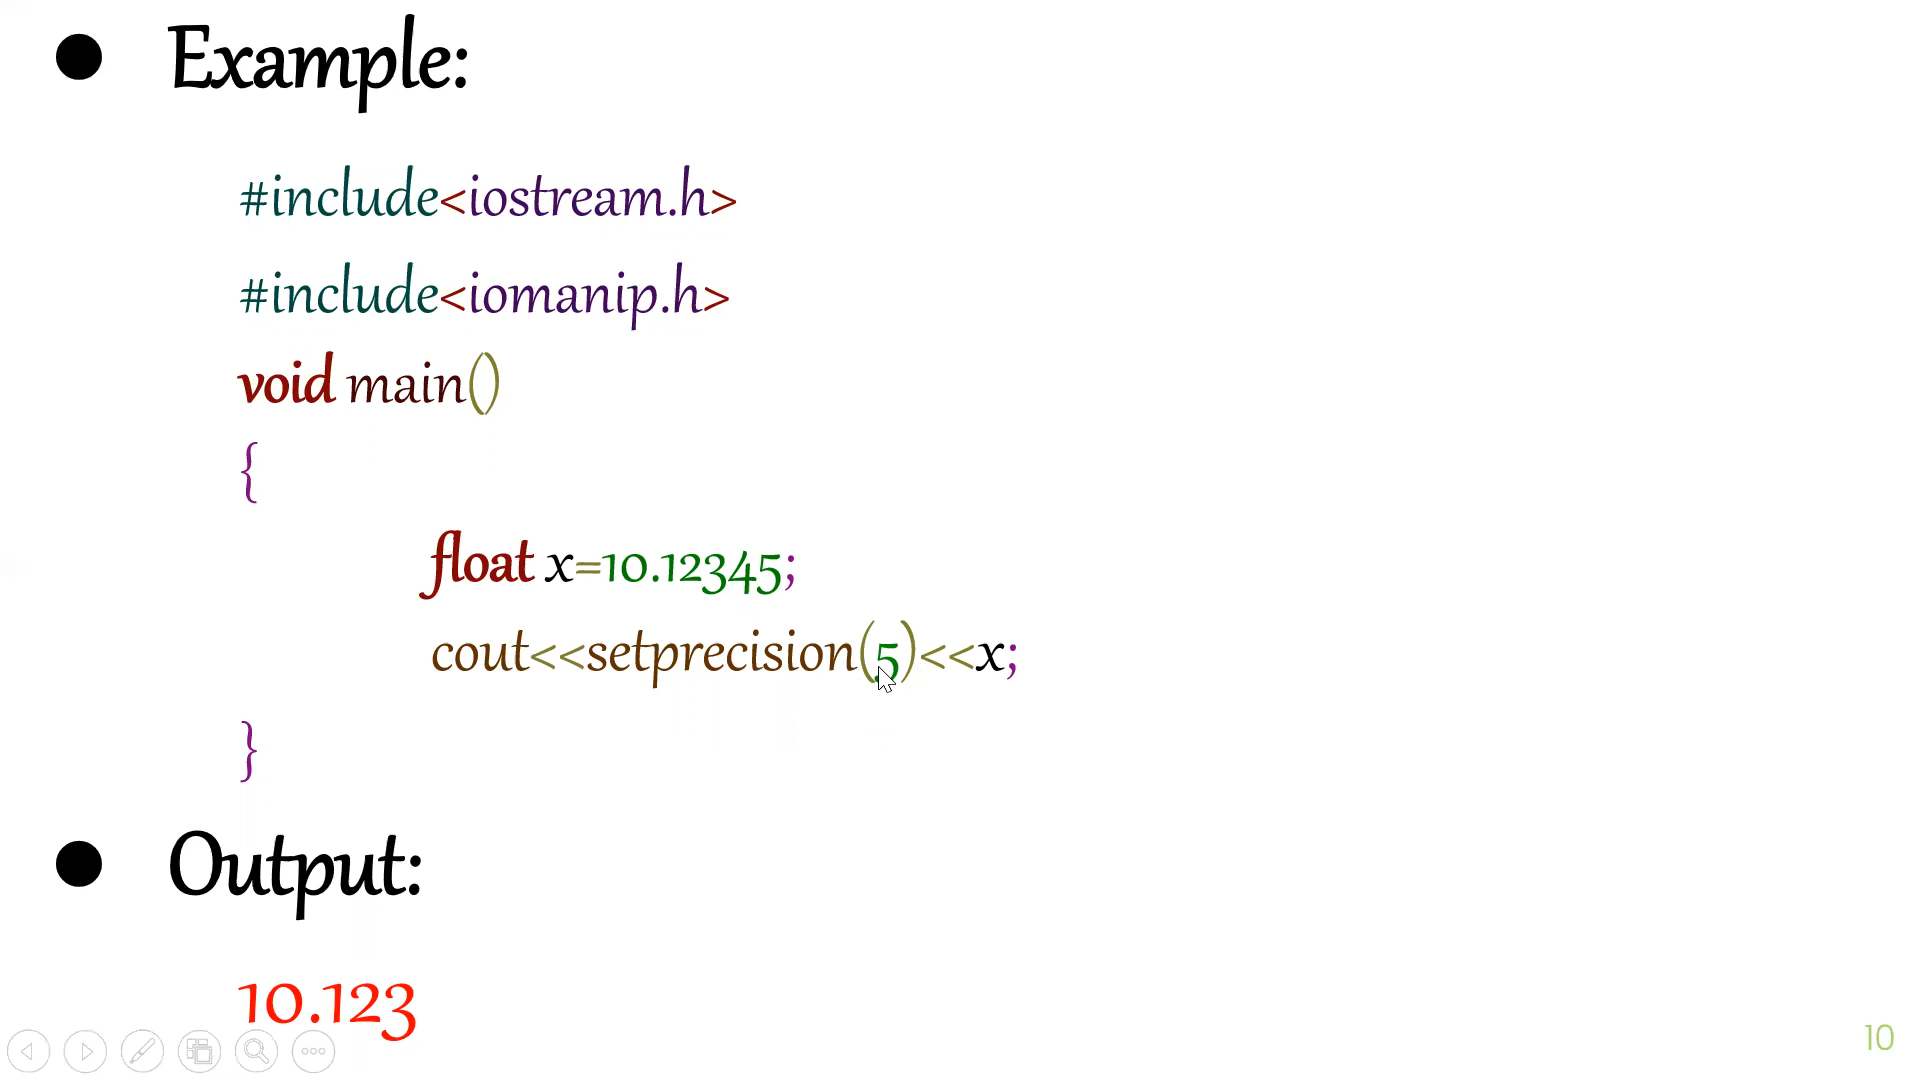 ● Example:
#include<iostream.h>
#include<iomanip.h>
void main()
{
float x=10.12345;
cout<<setprecision(5)<<x;
}
● Output:
10.123
10